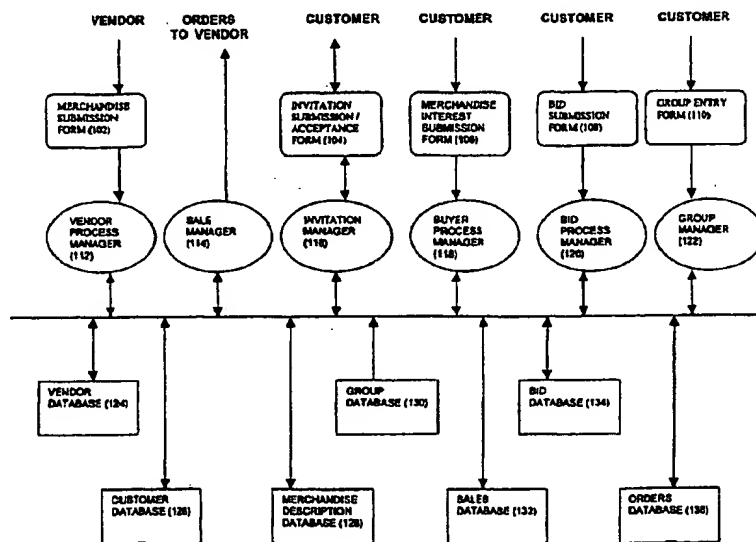 VENDOR
ORDERS
TO VENDOR
CUSTOMER
CUSTOMER
CUSTOMER
CUSTOMER
MERCHANDISE
SUBMISSION
FORM (102)
INVITATION
SUBMISSION /
ACCEPTANCE
FORM (104)
MERCHANDISE
INTEREST
SUBMISSION
FORM (106)
BID
SUBMISSION
FORM (108)
GROUP ENTRY
FORM (110)
VENDOR
PROCESS
MANAGER
(112)
SALE
MANAGER
(114)
INVITATION
MANAGER (116)
BUYER
PROCESS
MANAGER
(118)
BID
PROCESS
MANAGER
(120)
GROUP
MANAGER
(122)
VENDOR
DATABASE (124)
GROUP
DATABASE (130)
BID
DATABASE (134)
CUSTOMER
DATABASE (126)
MERCHANDISE
DESCRIPTION
DATABASE (128)
SALES
DATABASE (132)
ORDERS
DATABASE (136)